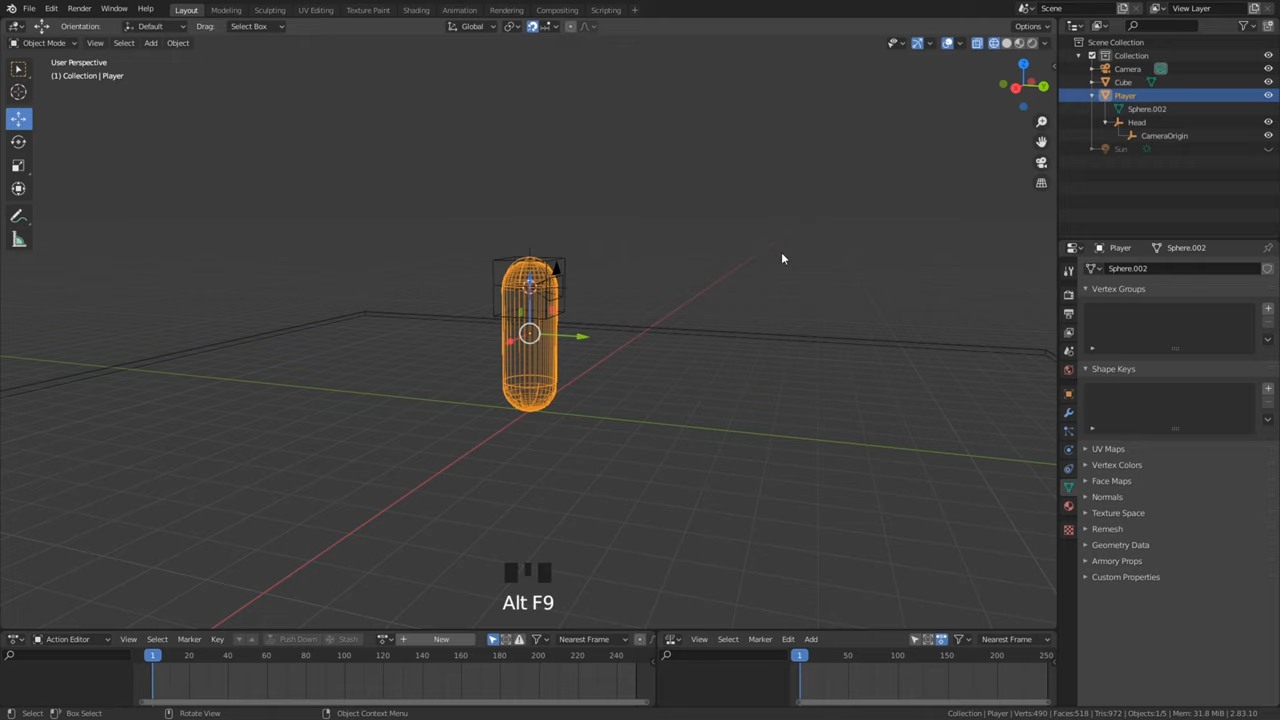 File Edit Render Window Help Layout Modeling Sculpting UV Editing Texture Paint Shading Animation Rendering Compositing Scripting + Scene View Layer
Orientation: Default Drag: Select Box Global Options
Object Mode View Select Add Object
User Perspective
(1) Collection | Player
Z
Y
X
Scene Collection
Collection
Camera
Cube
Player
Sphere.002
Head
CameraOrigin
Sun
Player Sphere.002
Sphere.002
Vertex Groups
Shape Keys
UV Maps
Vertex Colors
Face Maps
Normals
Texture Space
Remesh
Geometry Data
Armory Props
Custom Properties
Alt F9
Action Editor View Select Marker Key Push Down Stash + New Nearest Frame
1 20 40 60 80 100 120 140 160 180 200 220 240
View Select Marker Edit Add Nearest Frame
1 50 100 150 200 250
Select Box Select Rotate View Object Context Menu
Collection | Player | Verts:490 | Faces:518 | Tris:972 | Objects:1/5 | Mem: 31.8 MiB | 2.83.10